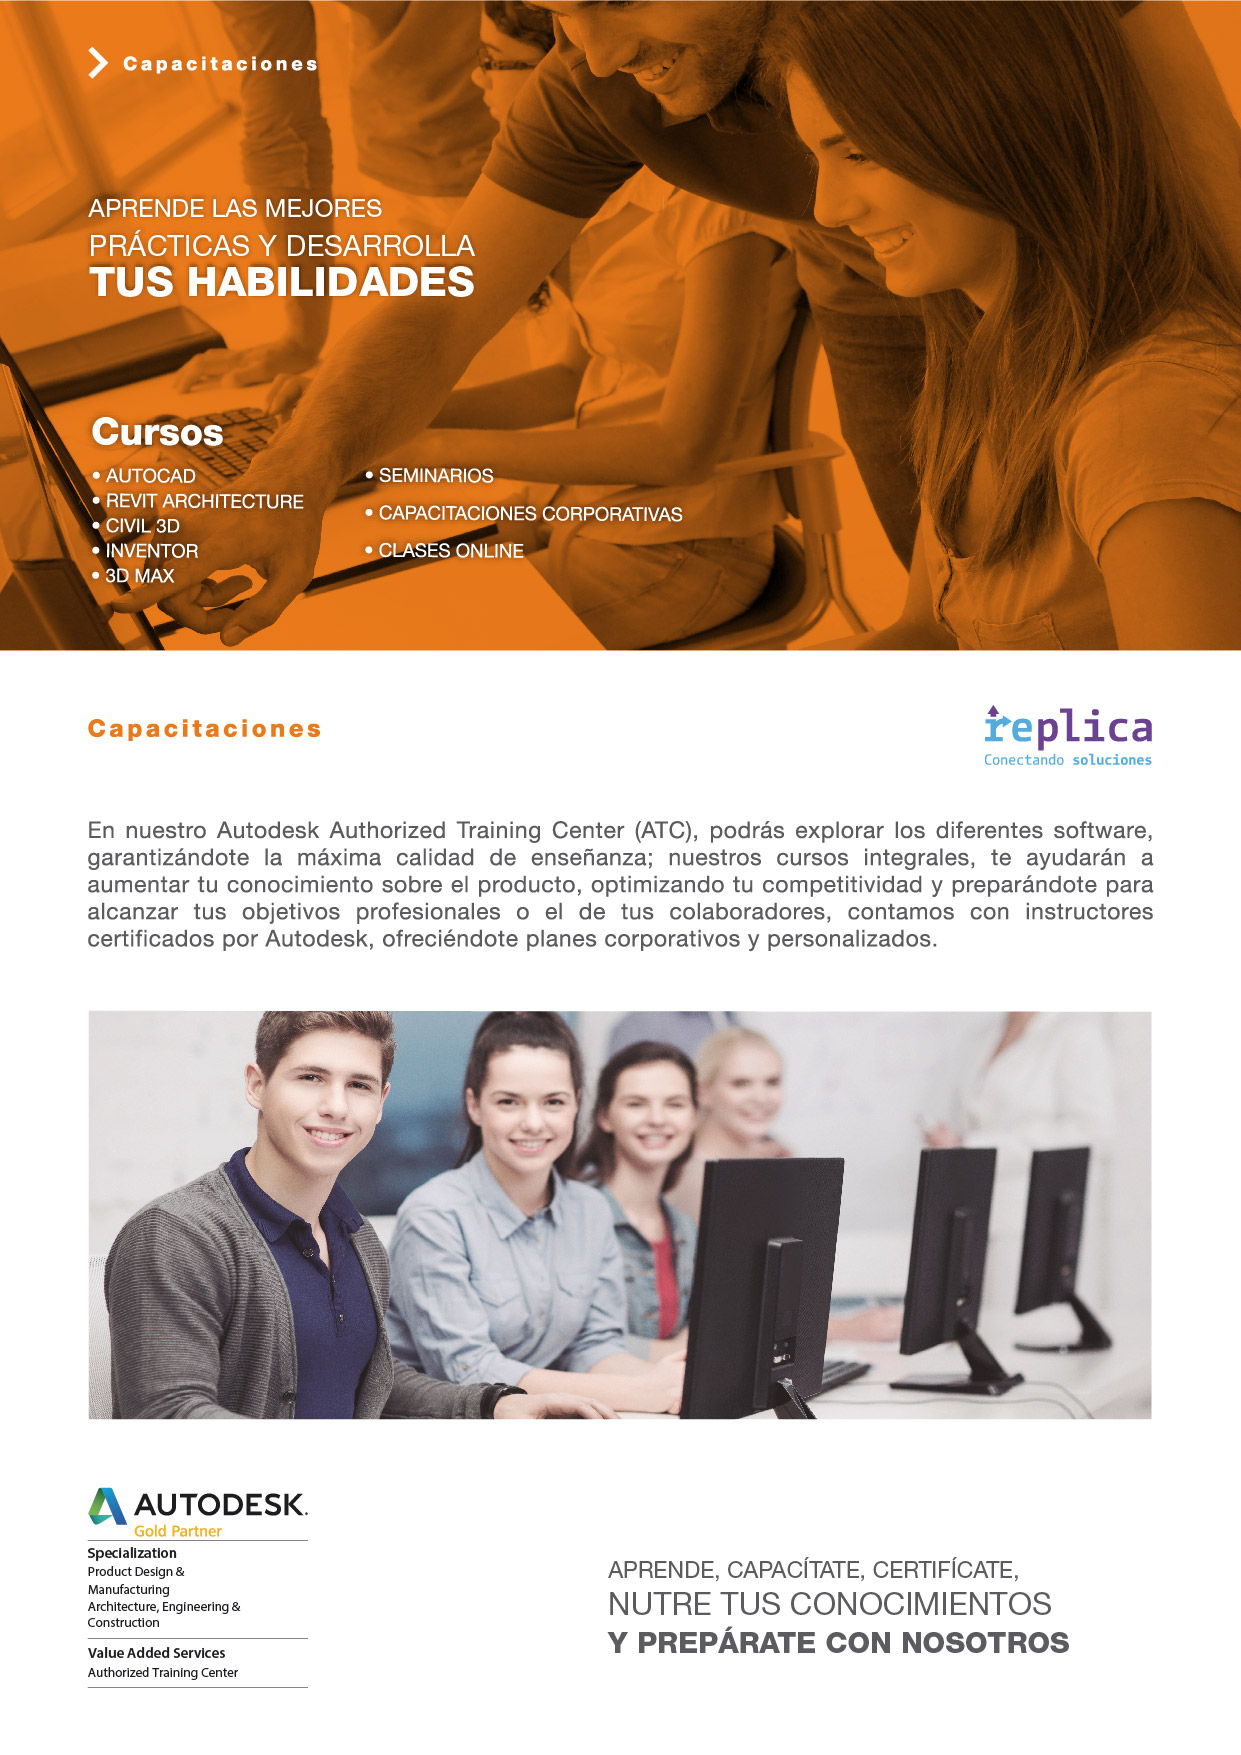 Capacitaciones
APRENDE LAS MEJORES
PRÁCTICAS Y DESARROLLA
TUS HABILIDADES
Cursos
• AUTOCAD
• REVIT ARCHITECTURE
• CIVIL 3D
• INVENTOR
• 3D MAX
• SEMINARIOS
• CAPACITACIONES CORPORATIVAS
• CLASES ONLINE
Capacitaciones
replica
Conectando soluciones
En nuestro Autodesk Authorized Training Center (ATC), podrás explorar los diferentes software,
garantizándote la máxima calidad de enseñanza; nuestros cursos integrales, te ayudarán a
aumentar tu conocimiento sobre el producto, optimizando tu competitividad y preparándote para
alcanzar tus objetivos profesionales o el de tus colaboradores, contamos con instructores
certificados por Autodesk, ofreciéndote planes corporativos y personalizados.
AUTODESK.
Gold Partner
Specialization
Product Design &
Manufacturing
Architecture, Engineering &
Construction
Value Added Services
Authorized Training Center
APRENDE, CAPACÍTATE, CERTIFÍCATE,
NUTRE TUS CONOCIMIENTOS
Y PREPÁRATE CON NOSOTROS